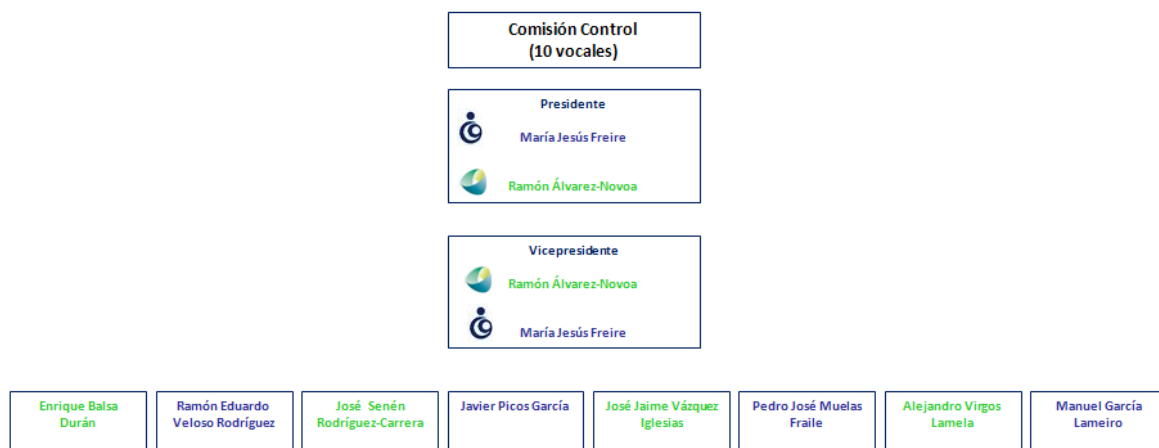 Comisión Control
(10 vocales)
Presidente
María Jesús Freire
Ramón Álvarez-Novoa
Vicepresidente
Ramón Álvarez-Novoa
María Jesús Freire
Enrique Balsa
Durán
Ramón Eduardo
Veloso Rodríguez
José Senén
Rodríguez-Carrera
Javier Picos García
José Jaime Vázquez
Iglesias
Pedro José Muelas
Fraile
Alejandro Virgos
Lamela
Manuel García
Lameiro